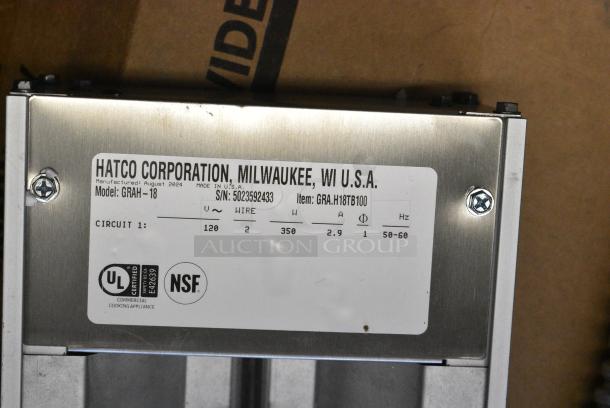 VIDE
HATCO CORPORATION, MILWAUKEE, WI U.S.A.
Manufactured: August 2024 MADE IN U.S.A.
Model: GRAH-18 S/N: 5023592433 Item: GRA.H18TB100
V~ WIRE W A Φ Hz
CIRCUIT 1: 120 2 350 2.9 1 50-60
AUCTION GROUP
UL CERTIFIED E42639
NSF
COMMERCIAL
COOKING APPLIANCE